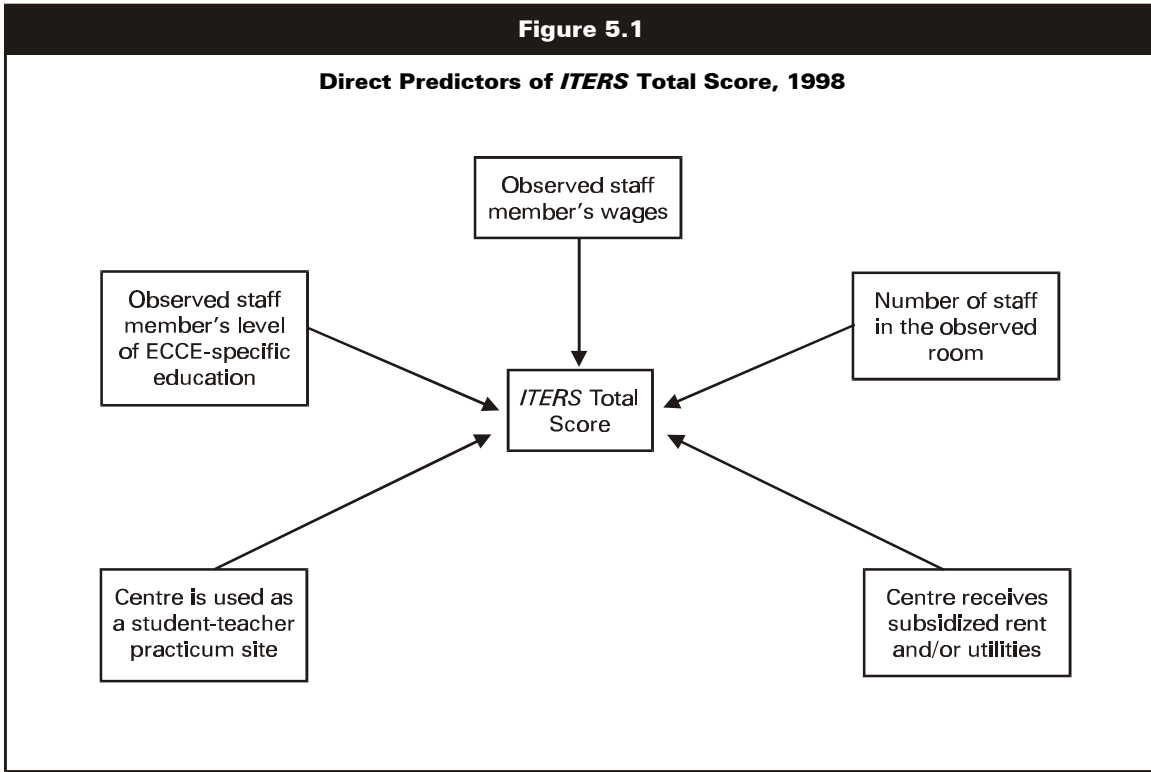 Figure 5.1
Direct Predictors of ITERS Total Score, 1998
Observed staff
member's wages
Observed staff
member's level
of ECCE-specific
education
Number of staff
in the observed
room
ITERS Total
Score
Centre is used as
a student-teacher
practicum site
Centre receives
subsidized rent
and/or utilities